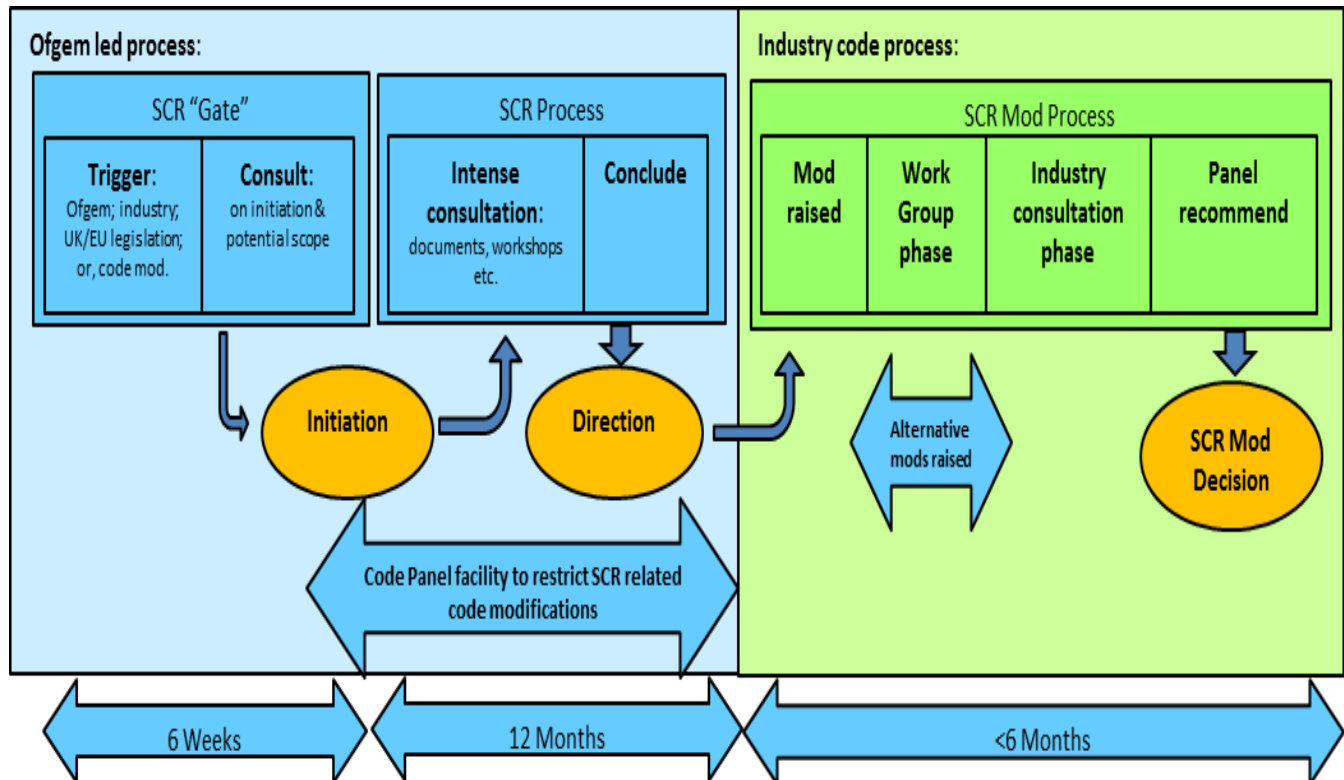 Ofgem led process:
SCR “Gate”
Trigger:
Ofgem; industry;
UK/EU legislation;
or, code mod.
Consult:
on initiation &
potential scope
SCR Process
Intense
consultation:
documents, workshops
etc.
Conclude
Initiation
Direction
Code Panel facility to restrict SCR related
code modifications
Industry code process:
SCR Mod Process
Mod
raised
Work
Group
phase
Industry
consultation
phase
Panel
recommend
Alternative
mods raised
SCR Mod
Decision
6 Weeks
12 Months
<6 Months